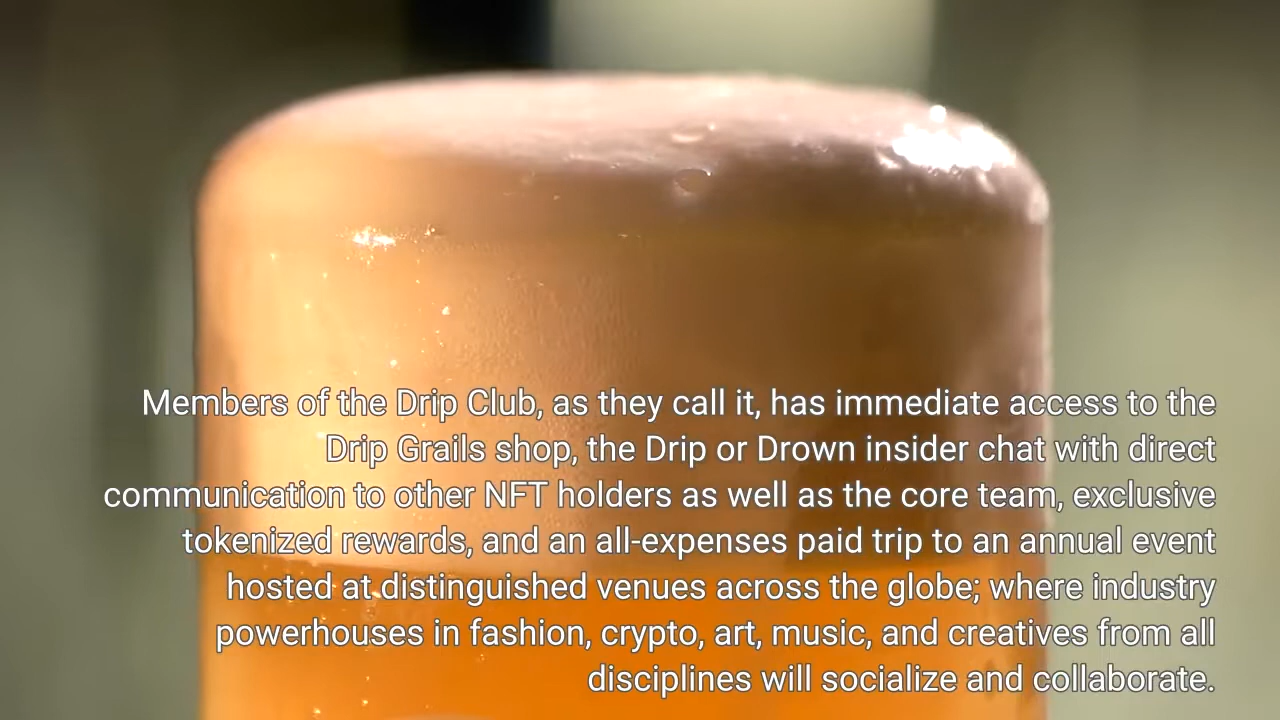 Members of the Drip Club, as they call it, has immediate access to the
Drip Grails shop, the Drip or Drown insider chat with direct
communication to other NFT holders as well as the core team, exclusive
tokenized rewards, and an all-expenses paid trip to an annual event
hosted at distinguished venues across the globe; where industry
powerhouses in fashion, crypto, art, music, and creatives from all
disciplines will socialize and collaborate.